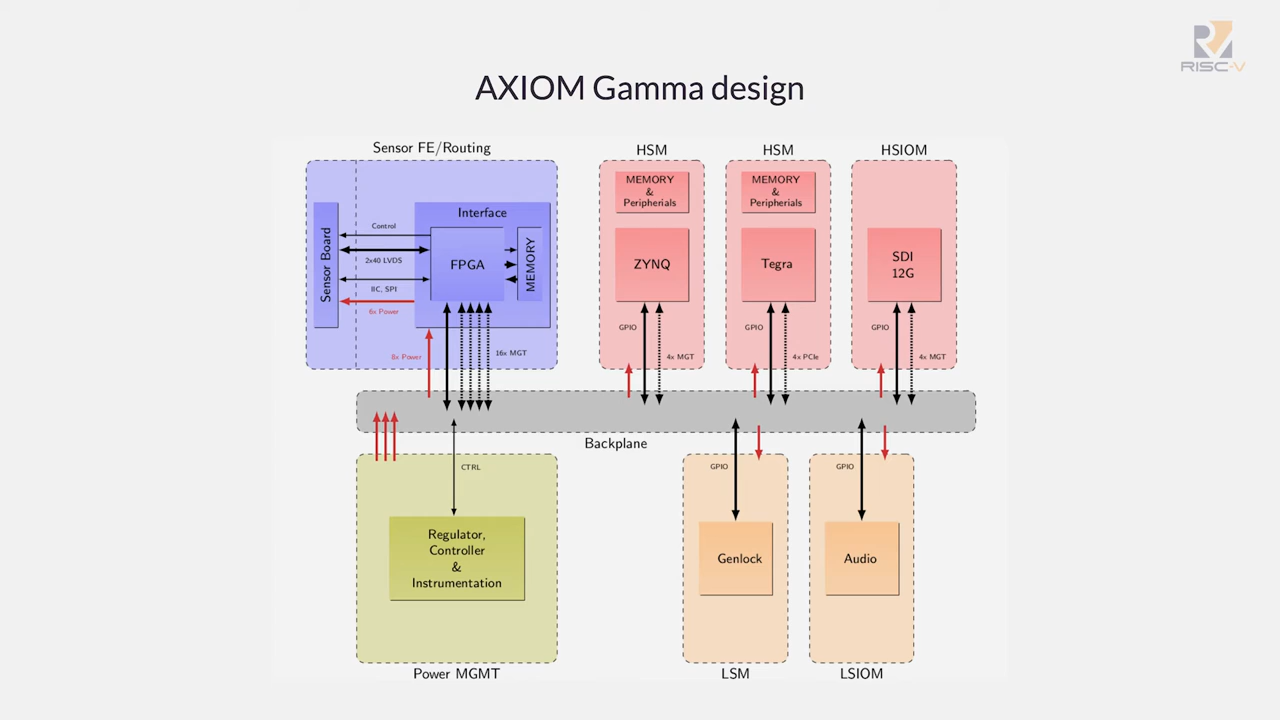 RISC-V
AXIOM Gamma design
Sensor FE/Routing
HSM
HSM
HSIOM
Sensor Board
Control
2x40 LVDS
IIC, SPI
6x Power
Interface
FPGA
MEMORY
8x Power
16x MGT
MEMORY
&
Peripherials
ZYNQ
GPIO
4x MGT
MEMORY
&
Peripherials
Tegra
GPIO
4x PCIe
SDI
12G
GPIO
4x MGT
Backplane
CTRL
Regulator,
Controller
&
Instrumentation
Power MGMT
GPIO
Genlock
LSM
GPIO
Audio
LSIOM